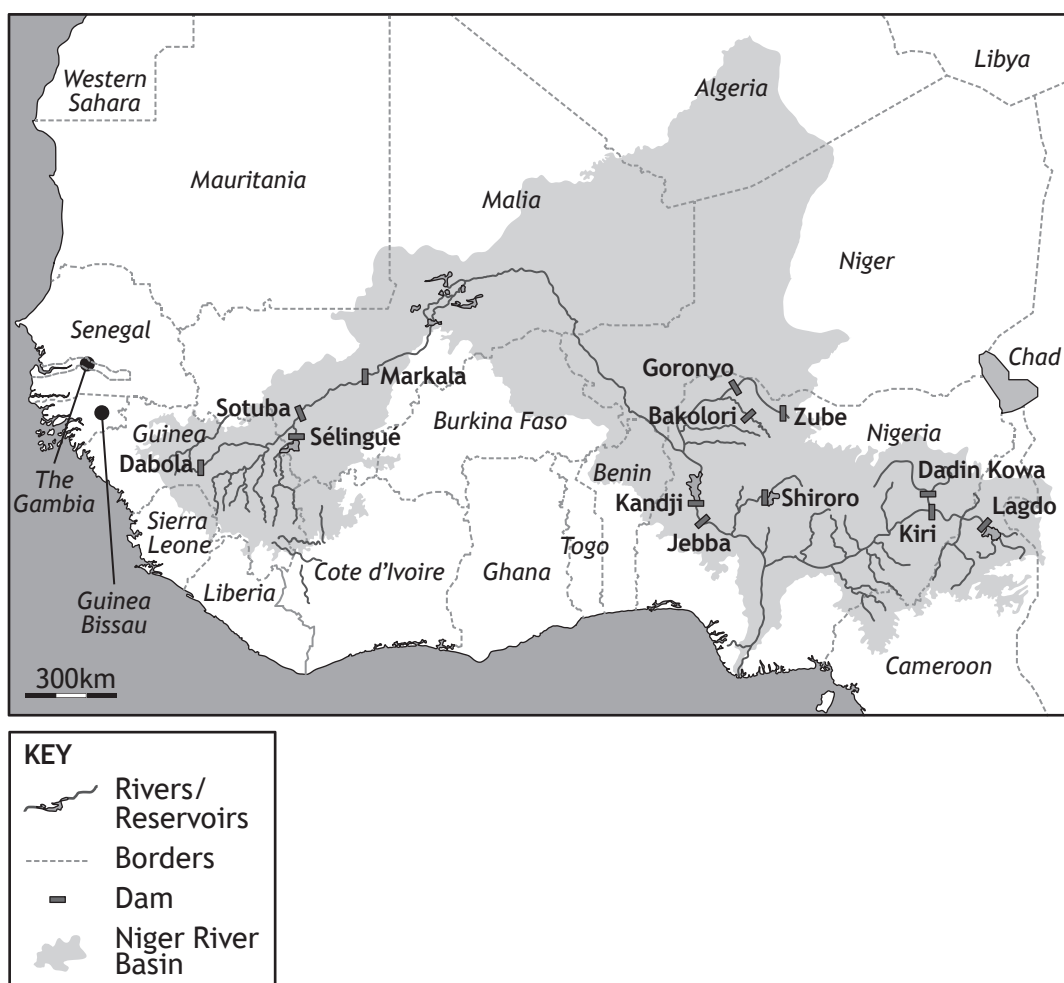 Western
Sahara
Mauritania
Malia
Algeria
Libya
Niger
Chad
Senegal
The
Gambia
Guinea
Bissau
Guinea
Dabola
Sotuba
Sélingué
Markala
Burkina Faso
Sierra
Leone
Liberia
Cote d'Ivoire
Ghana
Togo
Benin
Goronyo
Bakolori
Zube
Nigeria
Kandji
Jebba
Shiroro
Dadin Kowa
Kiri
Lagdo
Cameroon
300km
KEY
Rivers/
Reservoirs
Borders
Dam
Niger River
Basin